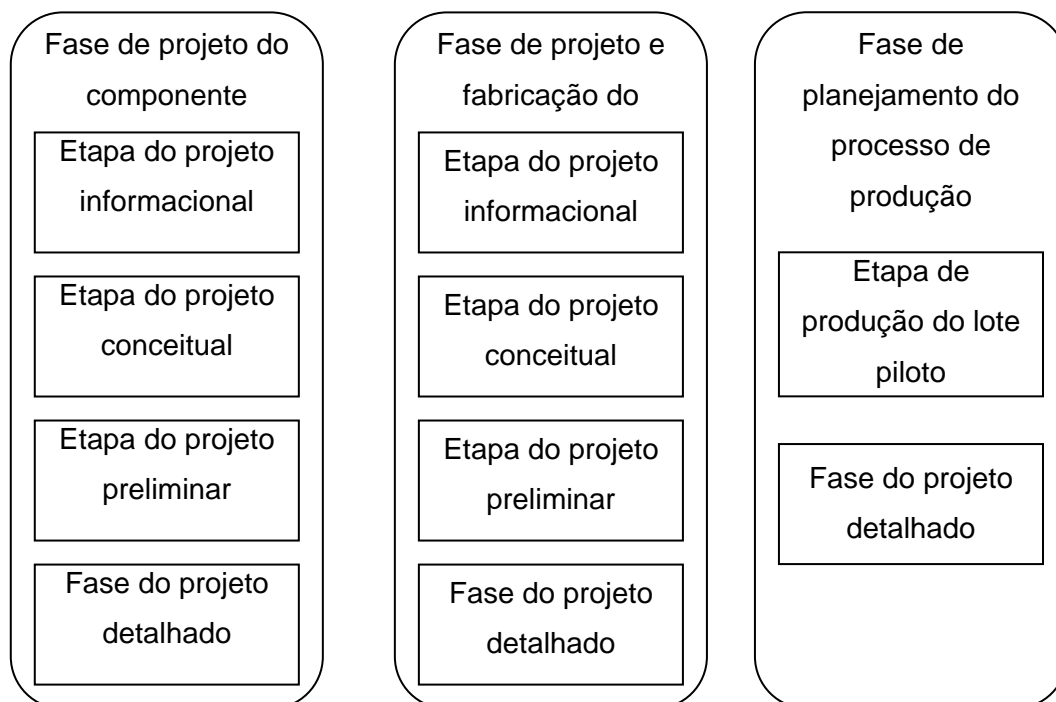 Fase de projeto do
componente
Etapa do projeto
informacional
Etapa do projeto
conceitual
Etapa do projeto
preliminar
Fase do projeto
detalhado
Fase de projeto e
fabricação do
Etapa do projeto
informacional
Etapa do projeto
conceitual
Etapa do projeto
preliminar
Fase do projeto
detalhado
Fase de
planejamento do
processo de
produção
Etapa de
produção do lote
piloto
Fase do projeto
detalhado